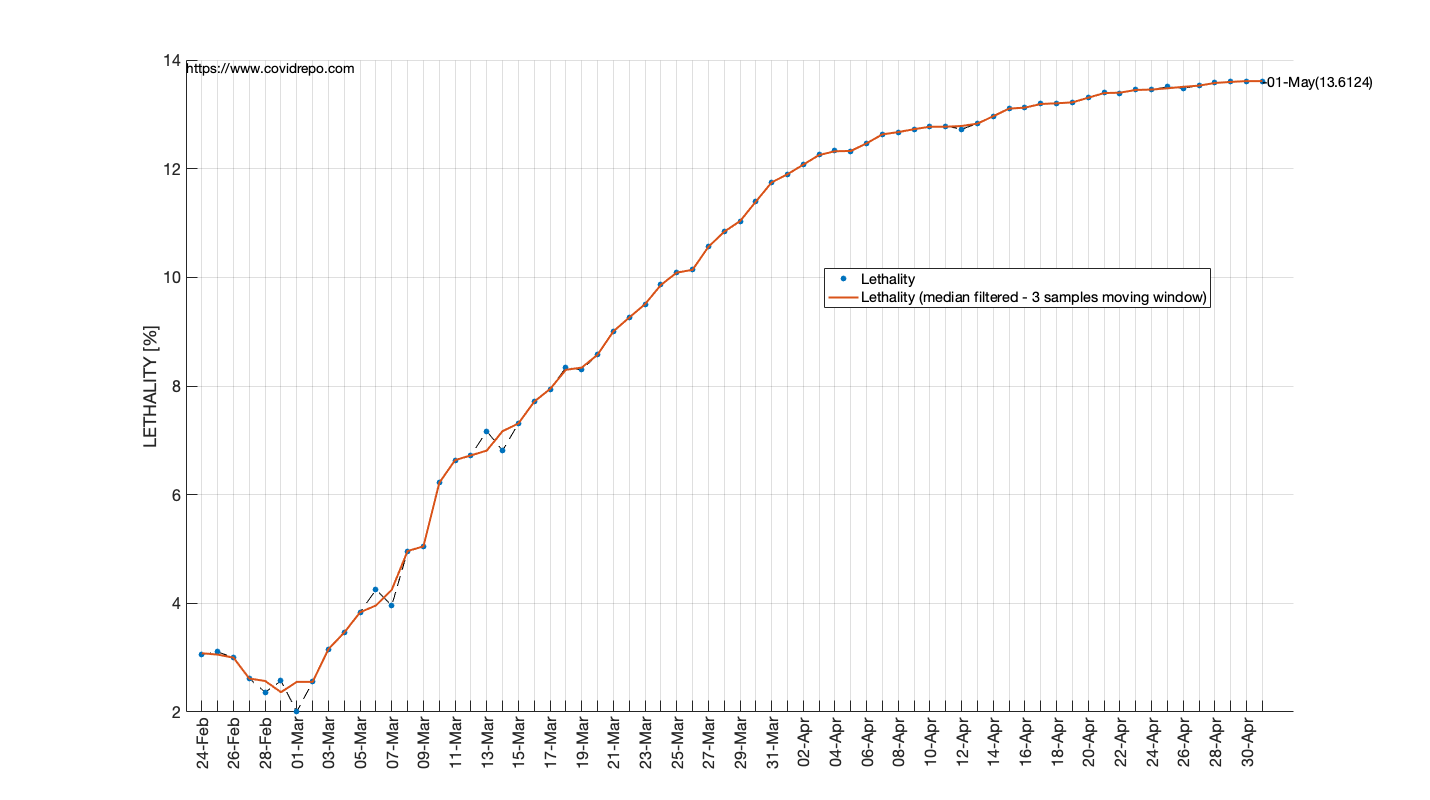 14
https://www.covidrepo.com
01-May(13.6124)
12
10
Lethality
Lethality (median filtered - 3 samples moving window)
LETHALITY [%]
8
6
4
2
24-Feb
26-Feb
28-Feb
01-Mar
03-Mar
05-Mar
07-Mar
09-Mar
11-Mar
13-Mar
15-Mar
17-Mar
19-Mar
21-Mar
23-Mar
25-Mar
27-Mar
29-Mar
31-Mar
02-Apr
04-Apr
06-Apr
08-Apr
10-Apr
12-Apr
14-Apr
16-Apr
18-Apr
20-Apr
22-Apr
24-Apr
26-Apr
28-Apr
30-Apr